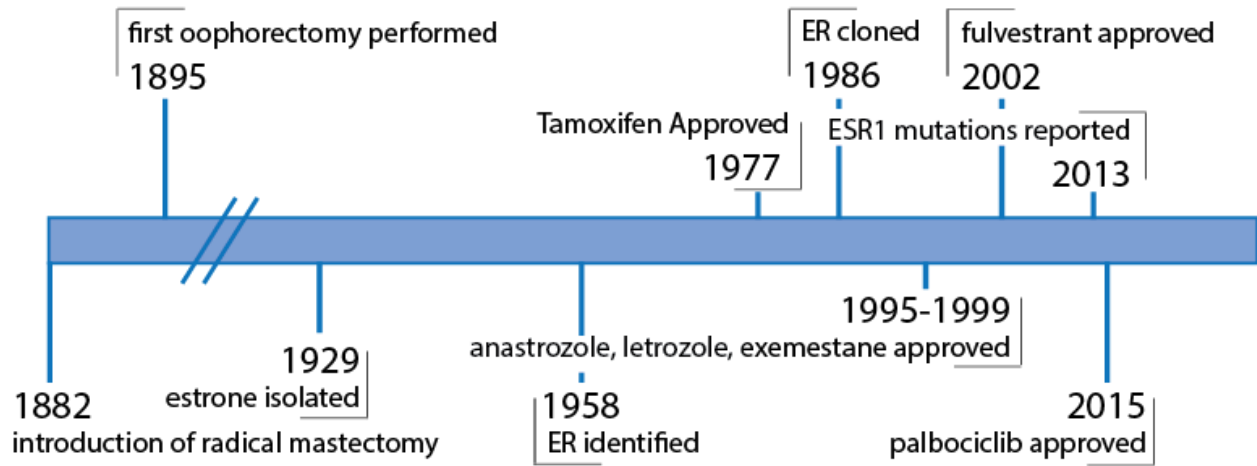 first oophorectomy performed
1895
ER cloned
1986
fulvestrant approved
2002
Tamoxifen Approved
1977
ESR1 mutations reported
2013
1995-1999
anastrozole, letrozole, exemestane approved
1929
estrone isolated
1882
introduction of radical mastectomy
1958
ER identified
2015
palbociclib approved